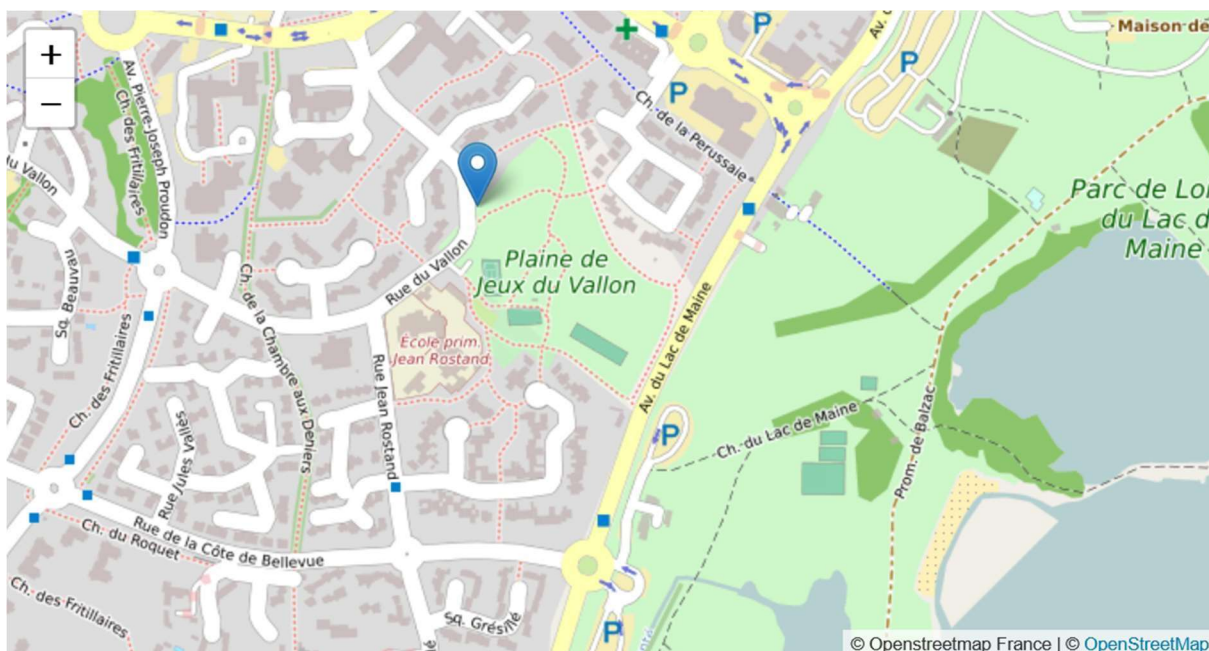 +
−
Av. Pierre-Joseph Proudon
Ch. des Fritillaires
du Vallon
Sq. Beauvau
Ch. des Fritillaires
Ch. de la Chambre aux Deniers
Rue du Vallon
Plaine de
Jeux du Vallon
École prim.
Jean Rostand
Rue Jean Rostand
Rue Jules Vallès
Rue de la Côte de Bellevue
Ch. du Roquet
Ch. des Fritillaires
Sq. Grésillé
P
P
P
P
P
Ch. de la Perussaie
Av. du Lac de Maine
Ch. du Lac de Maine
Prom. de Balzac
Maison de
Parc de Loi
du Lac d
Maine
© Openstreetmap France | © OpenStreetMap